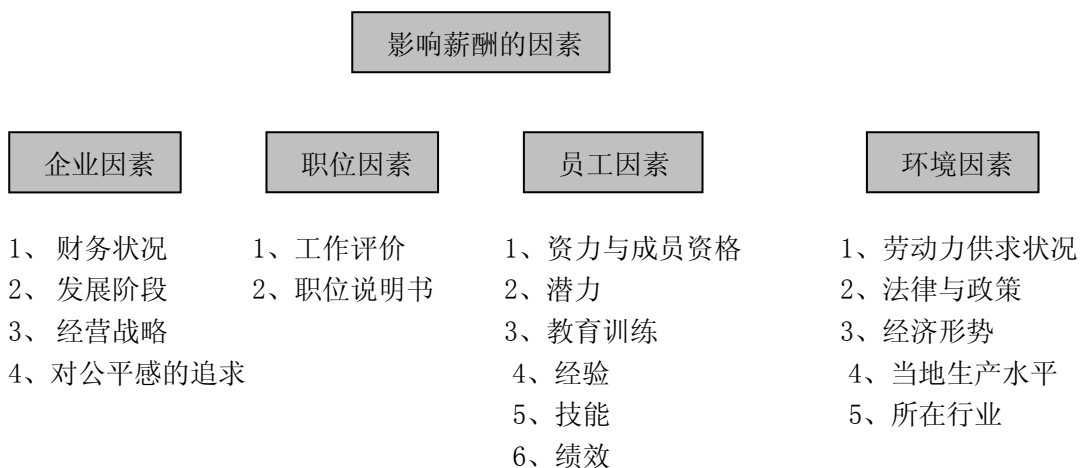 影响薪酬的因素
企业因素
职位因素
员工因素
环境因素
1、 财务状况
2、 发展阶段
3、 经营战略
4、对公平感的追求
1、工作评价
2、职位说明书
1、资力与成员资格
2、潜力
3、教育训练
4、经验
5、技能
6、绩效
1、劳动力供求状况
2、法律与政策
3、经济形势
4、当地生产水平
5、所在行业